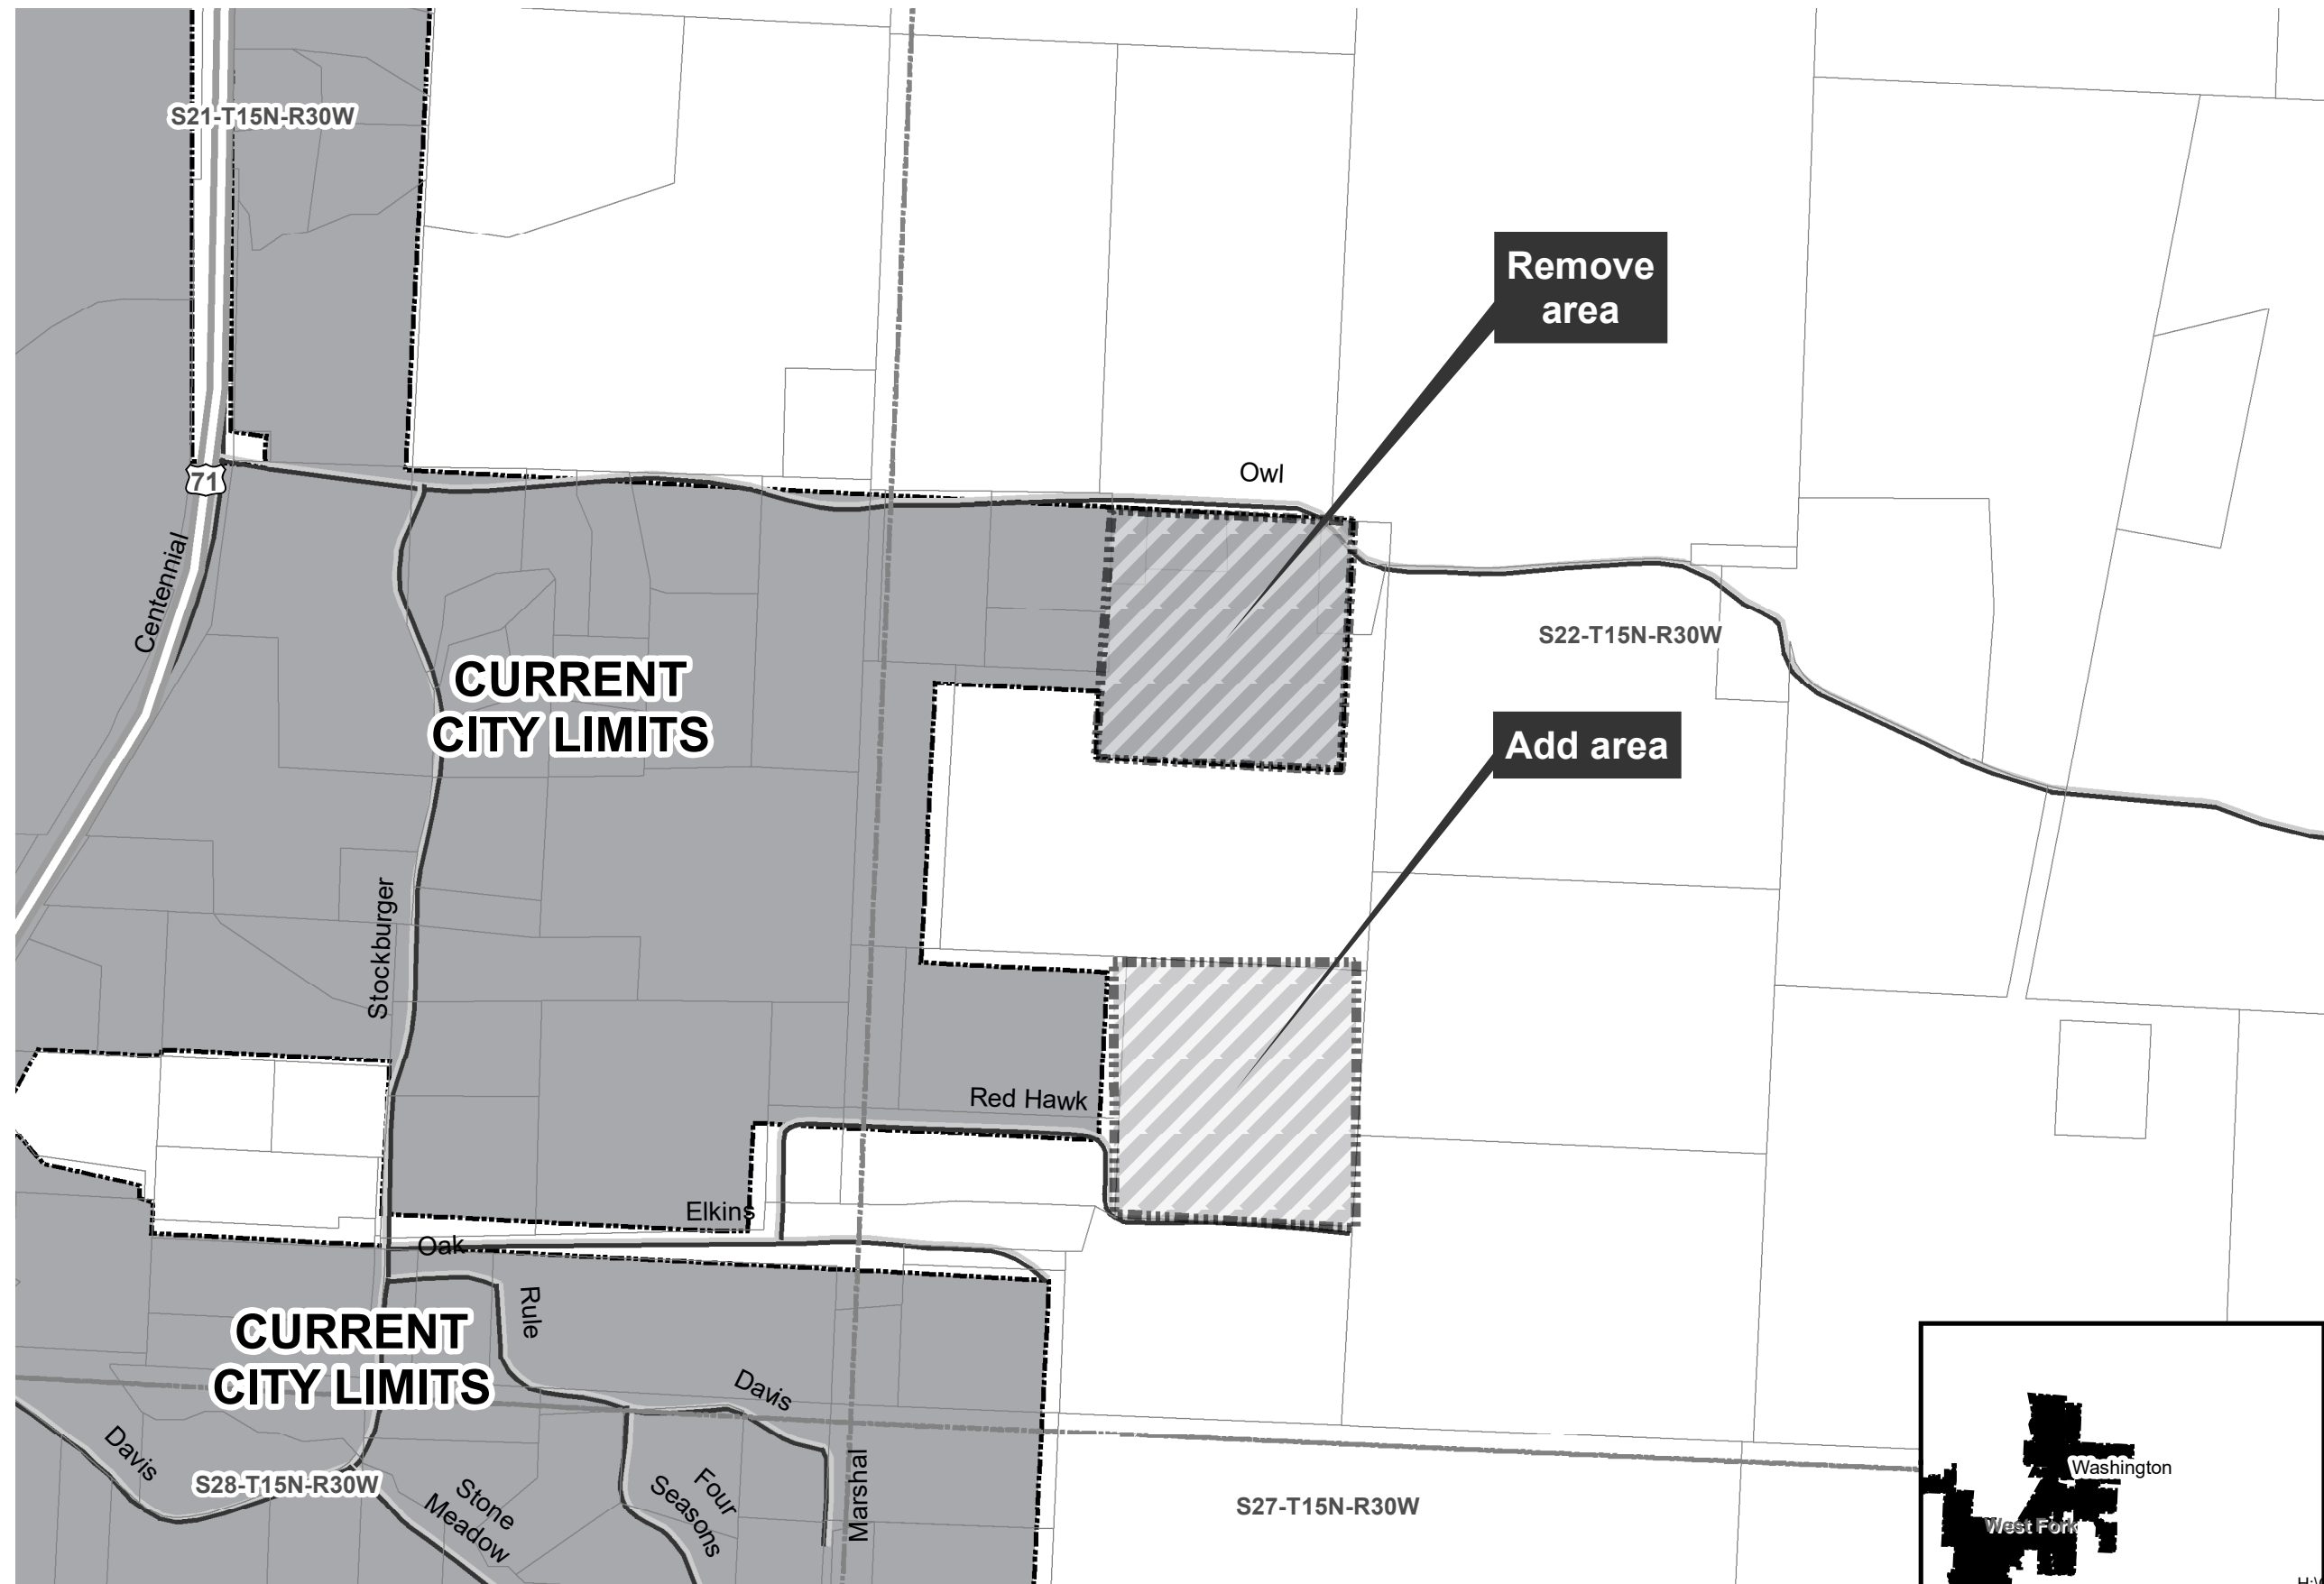 S21-T15N-R30W
Remove
area
Owl
71
Centennial
S22-T15N-R30W
CURRENT
CITY LIMITS
Add area
Stockburger
Red Hawk
Elkins
Oak
Rule
CURRENT
CITY LIMITS
Davis
Davis
S28-T15N-R30W
Stone
Meadow
Four
Seasons
Marshal
S27-T15N-R30W
Washington
West Fork